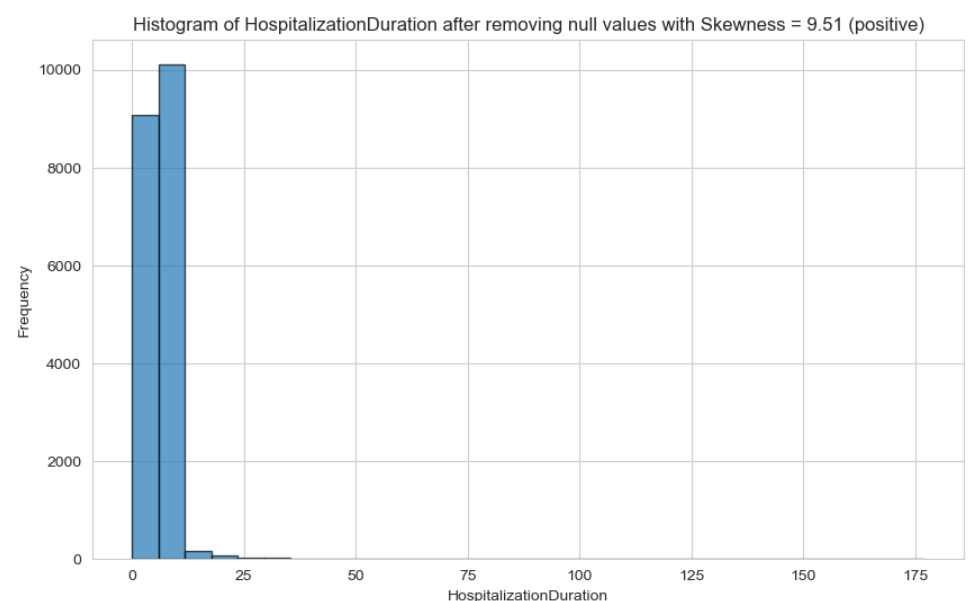 Histogram of HospitalizationDuration after removing null values with Skewness = 9.51 (positive)
10000
8000
6000
4000
2000
0
Frequency
0 25 50 75 100 125 150 175
HospitalizationDuration